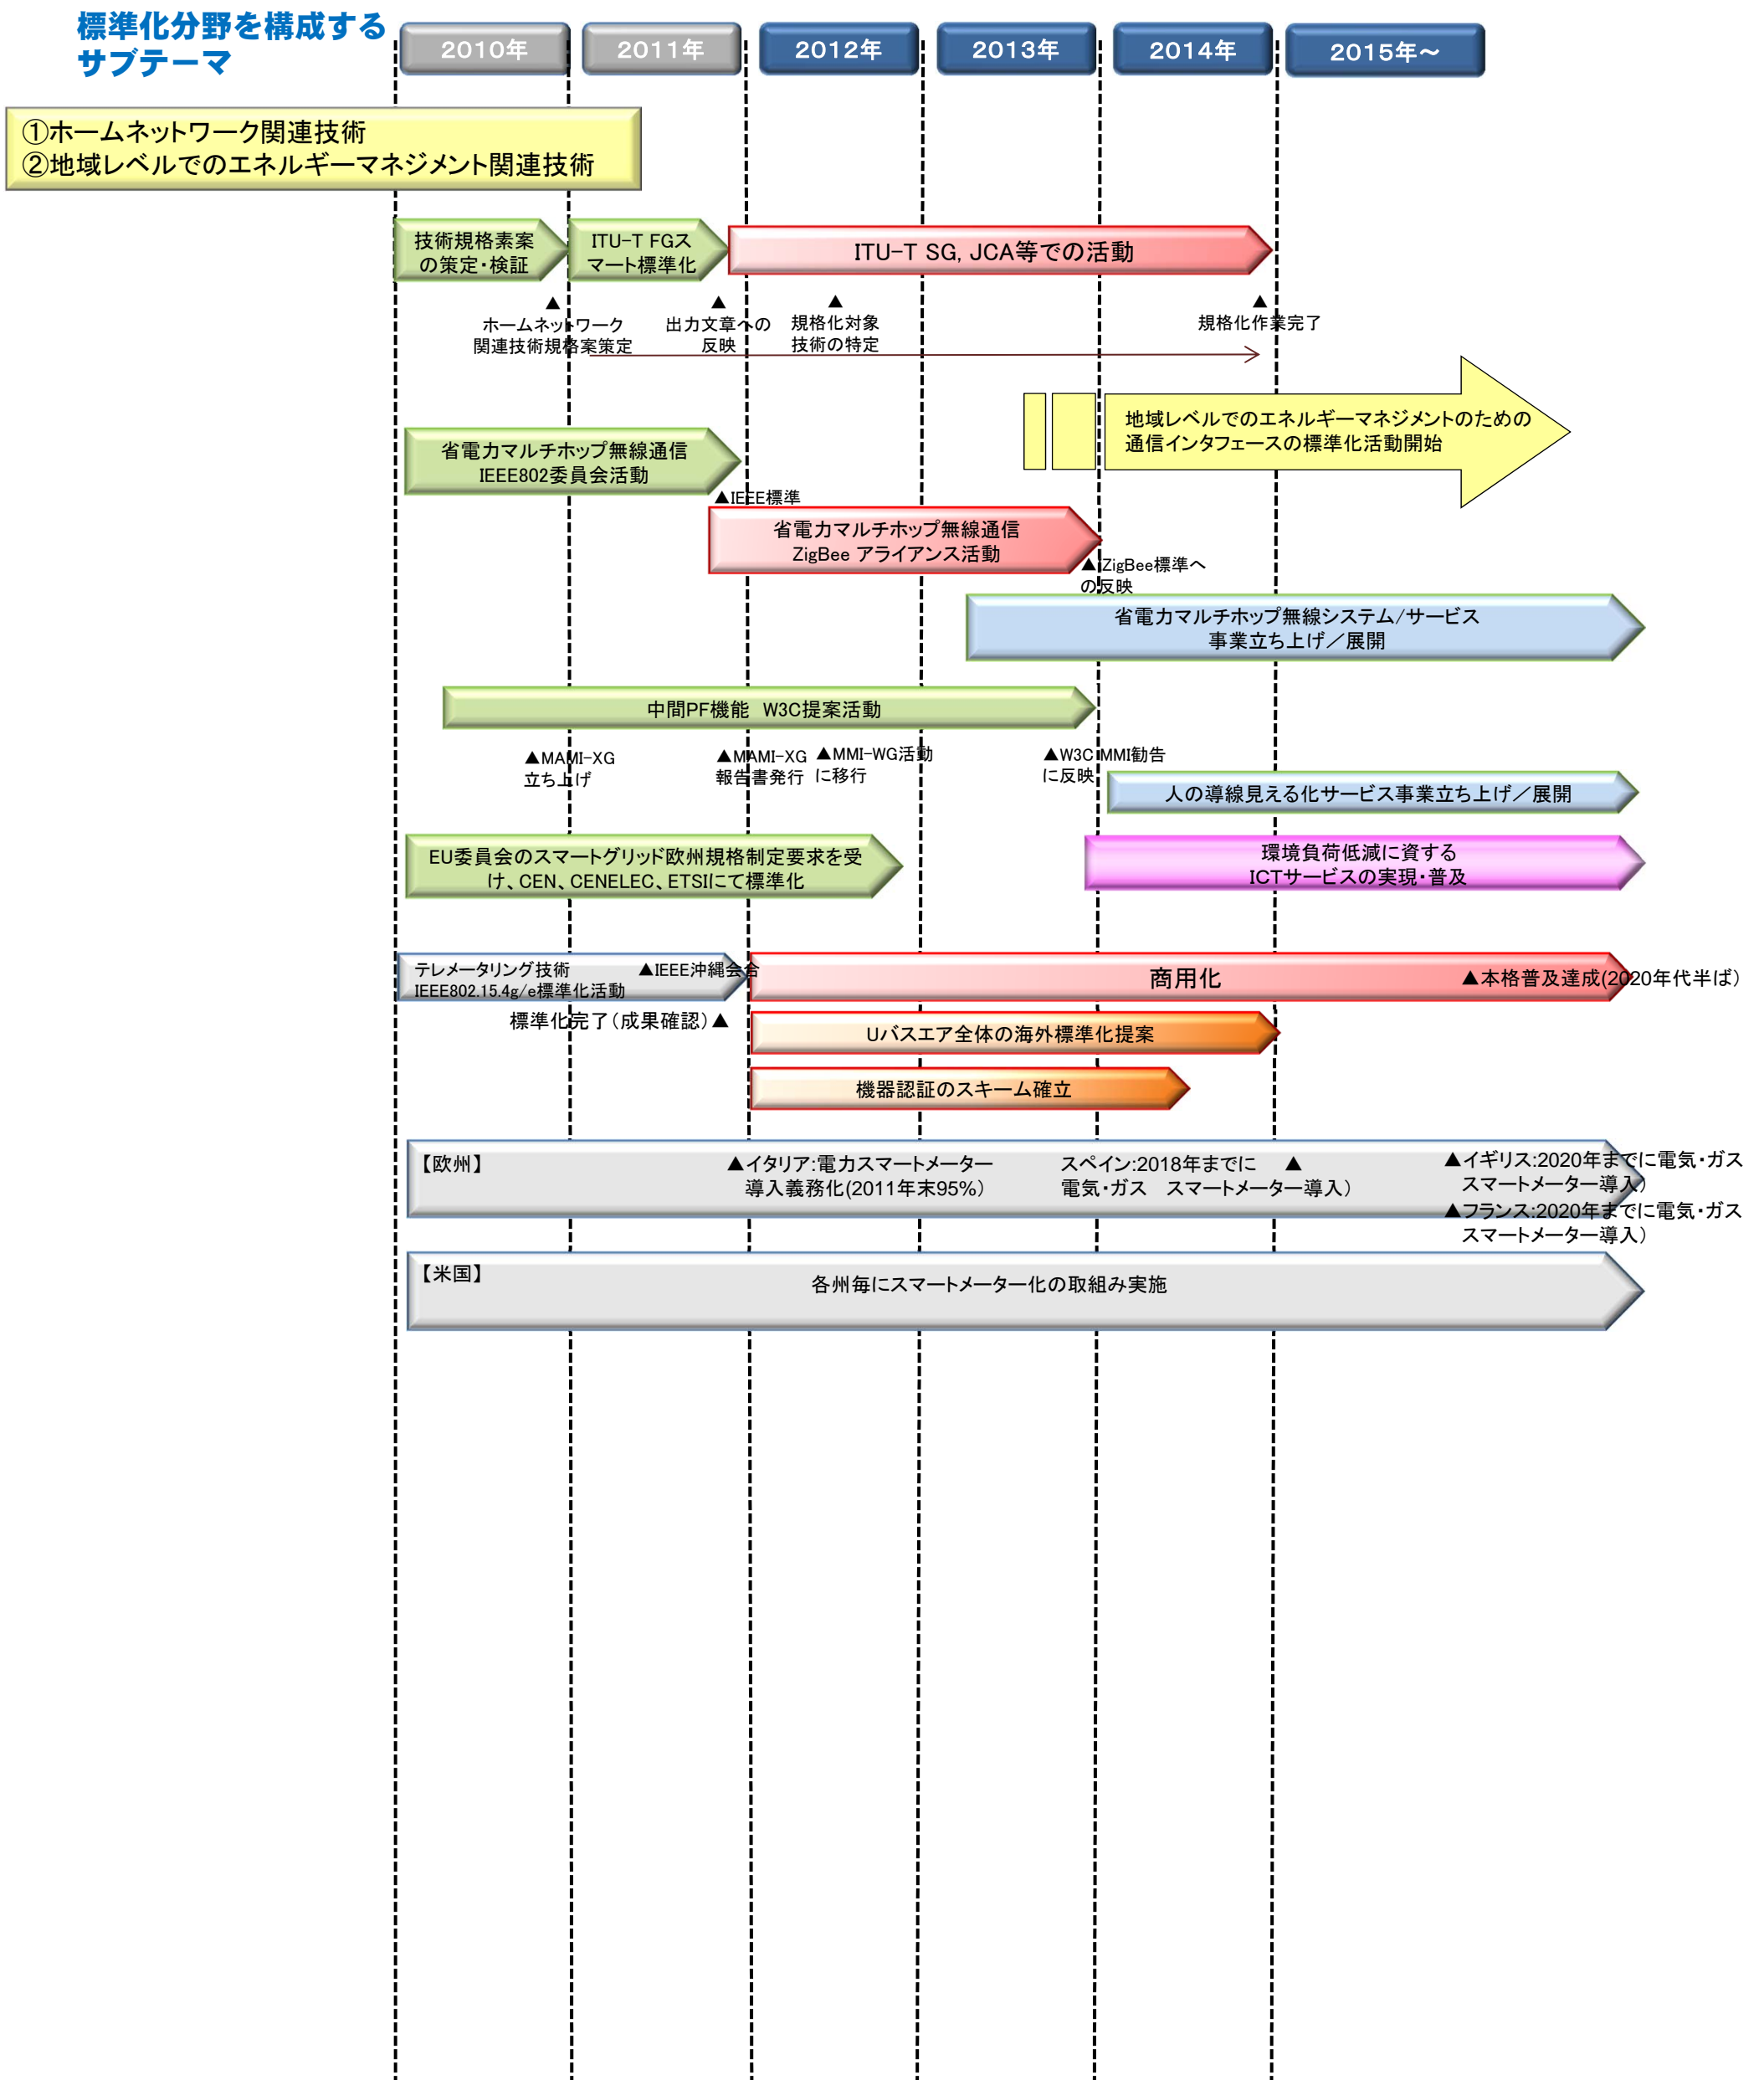 標準化分野を構成する
サブテーマ
2010年
2011年
2012年
2013年
2014年
2015年～
①ホームネットワーク関連技術
②地域レベルでのエネルギーマネジメント関連技術
技術規格素案
の策定・検証
ITU-T FGス
マート標準化
ITU-T SG, JCA等での活動
▲
ホームネットワーク
関連技術規格案策定
▲
出力文章への
反映
▲
規格化対象
技術の特定
▲
規格化作業完了
地域レベルでのエネルギーマネジメントのための
通信インタフェースの標準化活動開始
省電力マルチホップ無線通信
IEEE802委員会活動
▲IEEE標準
省電力マルチホップ無線通信
ZigBee アライアンス活動
▲ZigBee標準へ
の反映
省電力マルチホップ無線システム/サービス
事業立ち上げ／展開
中間PF機能 W3C提案活動
▲MAMI-XG
立ち上げ
▲MAMI-XG
報告書発行
▲MMI-WG活動
に移行
▲W3C MMI勧告
に反映
人の導線見える化サービス事業立ち上げ／展開
EU委員会のスマートグリッド欧州規格制定要求を受
け、CEN、CENELEC、ETSIにて標準化
環境負荷低減に資する
ICTサービスの実現・普及
テレメータリング技術
IEEE802.15.4g/e標準化活動
▲IEEE沖縄会合
商用化
▲本格普及達成(2020年代半ば）
標準化完了（成果確認）▲
Uバスエア全体の海外標準化提案
機器認証のスキーム確立
【欧州】
▲イタリア:電力スマートメーター
導入義務化(2011年末95%）
スペイン:2018年までに ▲
電気・ガス スマートメーター導入）
▲イギリス:2020年までに電気・ガス
スマートメーター導入）
▲フランス:2020年までに電気・ガス
スマートメーター導入）
【米国】
各州毎にスマートメーター化の取組み実施